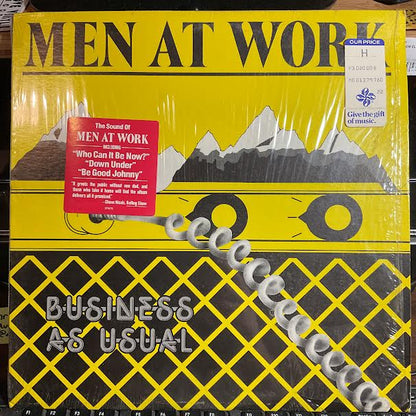 MEN AT WORK
OUR PRICE
H
Give the gift
of music.
The Sound Of
MEN AT WORK
INCLUDING
"Who Can It Be Now?"
"Down Under"
"Be Good Johnny"
BUSINESS
AS USUAL